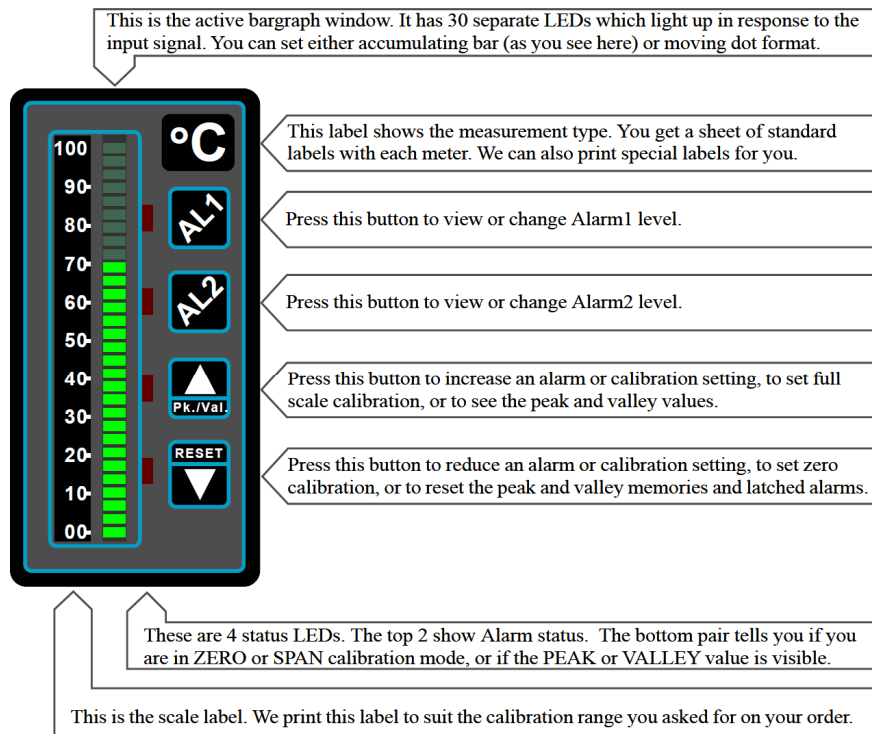 This is the active bargraph window. It has 30 separate LEDs which light up in response to the
input signal. You can set either accumulating bar (as you see here) or moving dot format.
°C
This label shows the measurement type. You get a sheet of standard
labels with each meter. We can also print special labels for you.
100
90
80
70
60
50
40
30
20
10
00
AL1
Press this button to view or change Alarm1 level.
AL2
Press this button to view or change Alarm2 level.
Pk./Val.
Press this button to increase an alarm or calibration setting, to set full
scale calibration, or to see the peak and valley values.
RESET
Press this button to reduce an alarm or calibration setting, to set zero
calibration, or to reset the peak and valley memories and latched alarms.
These are 4 status LEDs. The top 2 show Alarm status.  The bottom pair tells you if you
are in ZERO or SPAN calibration mode, or if the PEAK or VALLEY value is visible.
This is the scale label. We print this label to suit the calibration range you asked for on your order.